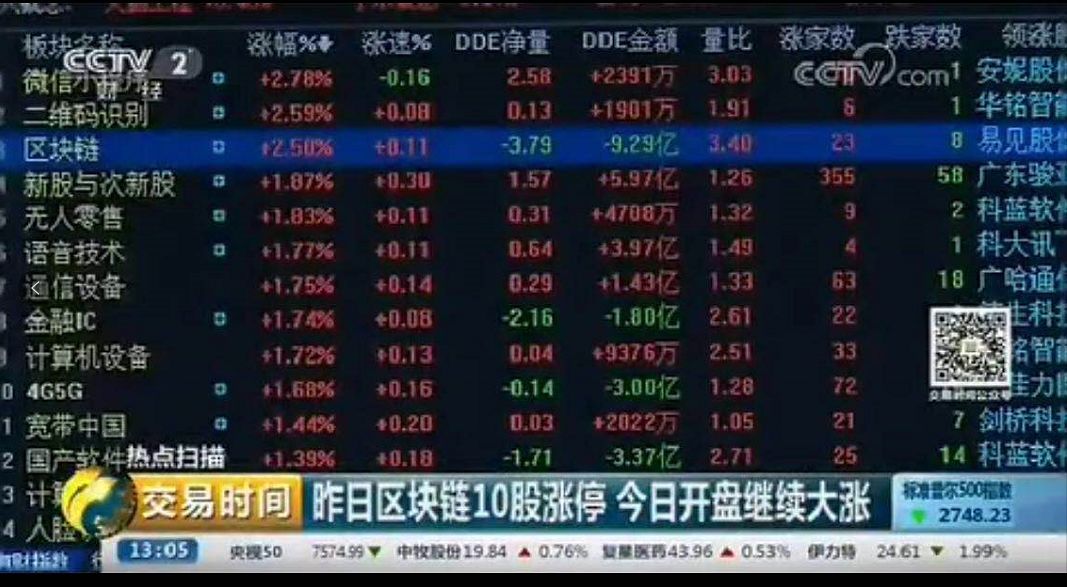 板块名称 涨幅% 涨速% DDE净量 DDE金额 量比 涨家数 跌家数 领涨股
CCTV 2 财经
CCTV.com
微信小程序 +2.78% -0.16 2.58 +2391万 3.03 1 安妮股份
二维码识别 +2.59% +0.08 0.13 +1901万 1.91 6 1 华铭智能
区块链 +2.50% +0.11 -3.79 -9.29亿 3.40 23 8 易见股份
新股与次新股 +1.87% +0.30 1.57 +5.97亿 1.26 355 58 广东骏亚
无人零售 +1.83% +0.11 0.31 +4708万 1.32 9 2 科蓝软件
语音技术 +1.77% +0.11 0.64 +3.97亿 1.49 4 1 科大讯
通信设备 +1.75% +0.14 0.29 +1.43亿 1.33 63 18 广哈通信
金融IC +1.74% +0.08 -2.16 -1.80亿 2.61 22 生科技
计算机设备 +1.72% +0.13 0.04 +9376万 2.51 33 铭智能
0 4G5G +1.68% +0.16 -0.14 -3.00亿 1.28 72 佳力
1 宽带中国 +1.44% +0.20 0.03 +2022万 1.05 21 7 剑桥科技
2 国产软件 +1.39% +0.18 -1.71 -3.37亿 2.71 25 14 科蓝软件
3 计
4 人脸
交易时间公众号
热点扫描
交易时间
昨日区块链10股涨停 今日开盘继续大涨
标准普尔500指数
▼ 2748.23
13:05 央视50 7574.99▼ 中牧股份19.84 ▲ 0.76% 复星医药43.96 ▲ 0.53% 伊力特 24.61 ▼ 1.99%